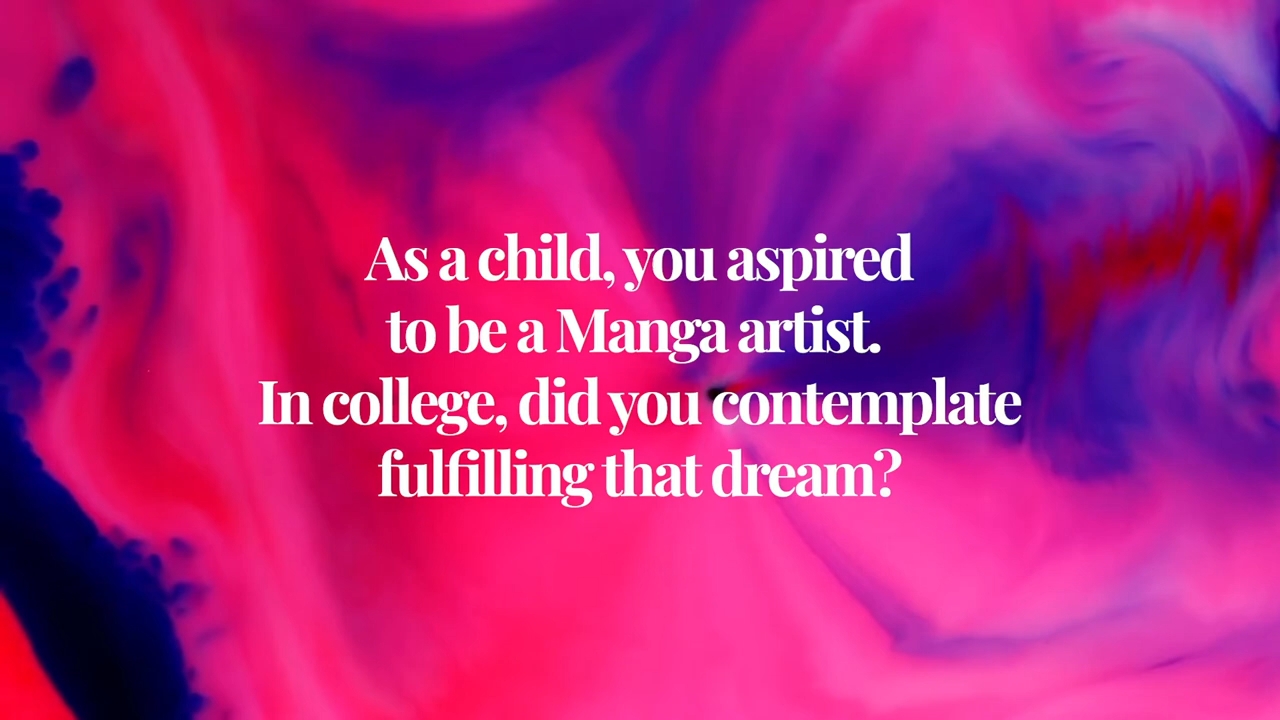 As a child, you aspired
to be a Manga artist.
In college, did you contemplate
fulfilling that dream?